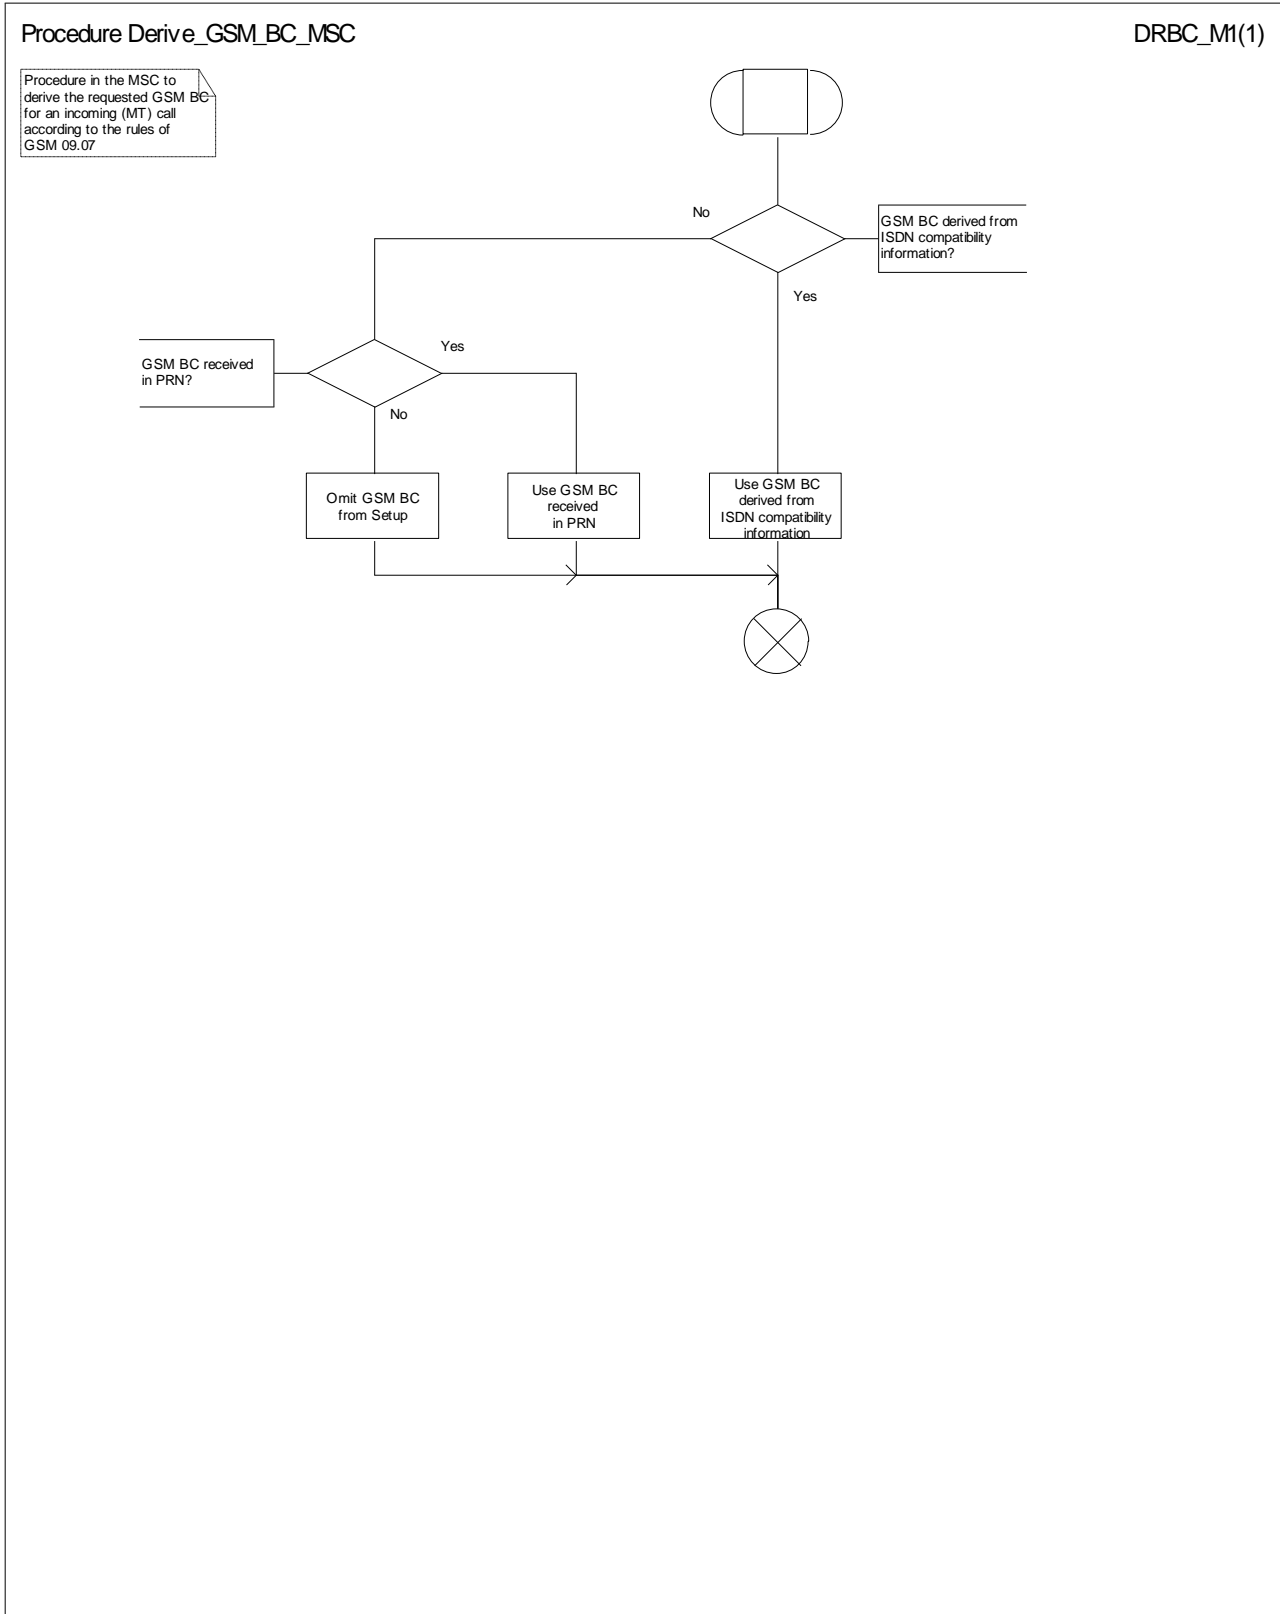 Procedure Derive_GSM_BC_MSC
DRBC_M1(1)
Procedure in the MSC to
derive the requested GSM BC
for an incoming (MT) call
according to the rules of
GSM 09.07
No
GSM BC derived from
ISDN compatibility
information?
Yes
GSM BC received
in PRN?
Yes
No
Omit GSM BC
from Setup
Use GSM BC
received
in PRN
Use GSM BC
derived from
ISDN compatibility
information